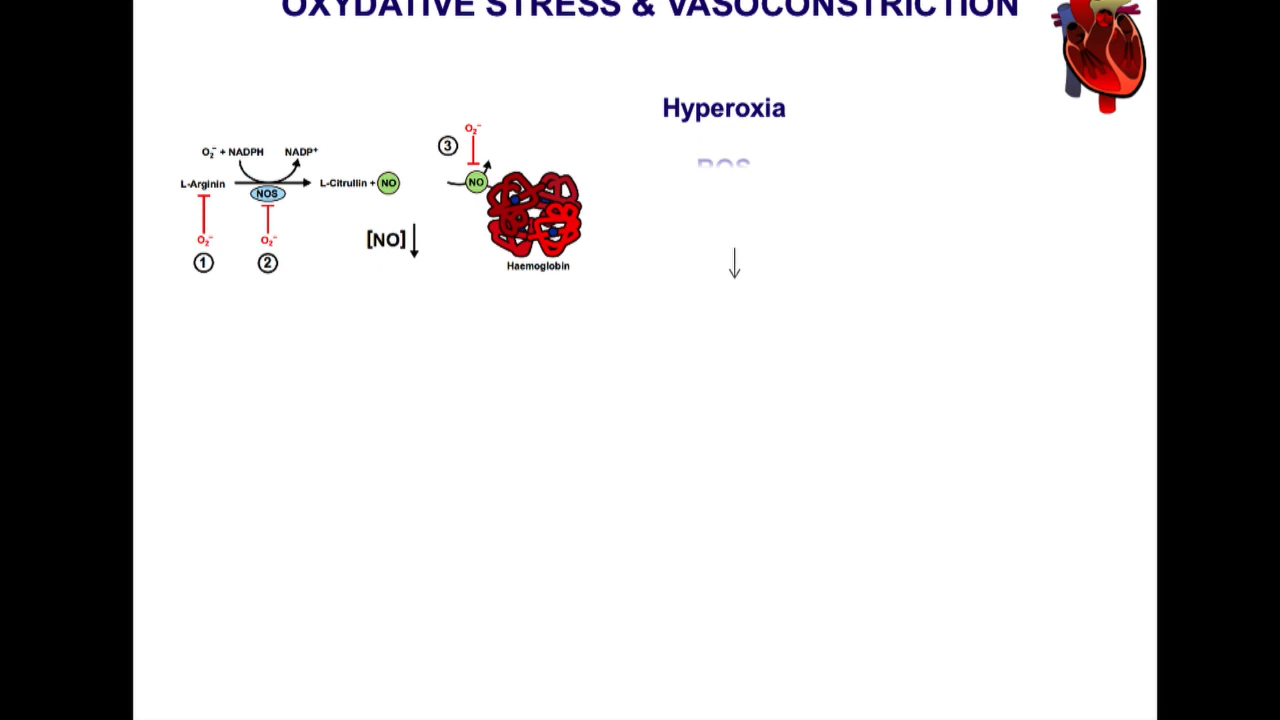 OXYDATIVE STRESS & VASOCONSTRICTION
Hyperoxia
ROS
O₂⁻
③
O₂⁻ + NADPH NADP⁺
L-Arginin L-Citrullin + NO
NOS
NO
O₂⁻ O₂⁻
[NO]
① ②
Haemoglobin